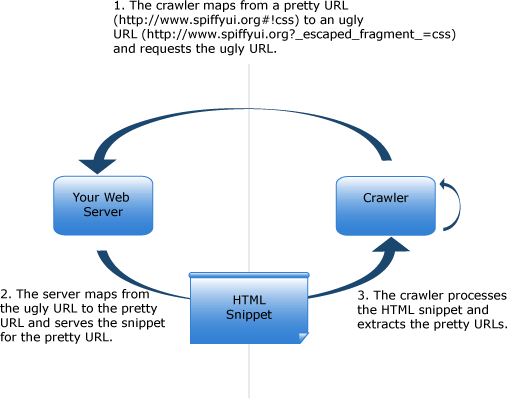 1. The crawler maps from a pretty URL
(http://www.spiffyui.org#!css) to an ugly
URL (http://www.spiffyui.org?_escaped_fragment_=css)
and requests the ugly URL.
Your Web
Server
Crawler
2. The server maps from
the ugly URL to the pretty
URL and serves the snippet
for the pretty URL.
HTML
Snippet
3. The crawler processes
the HTML snippet and
extracts the pretty URLs.